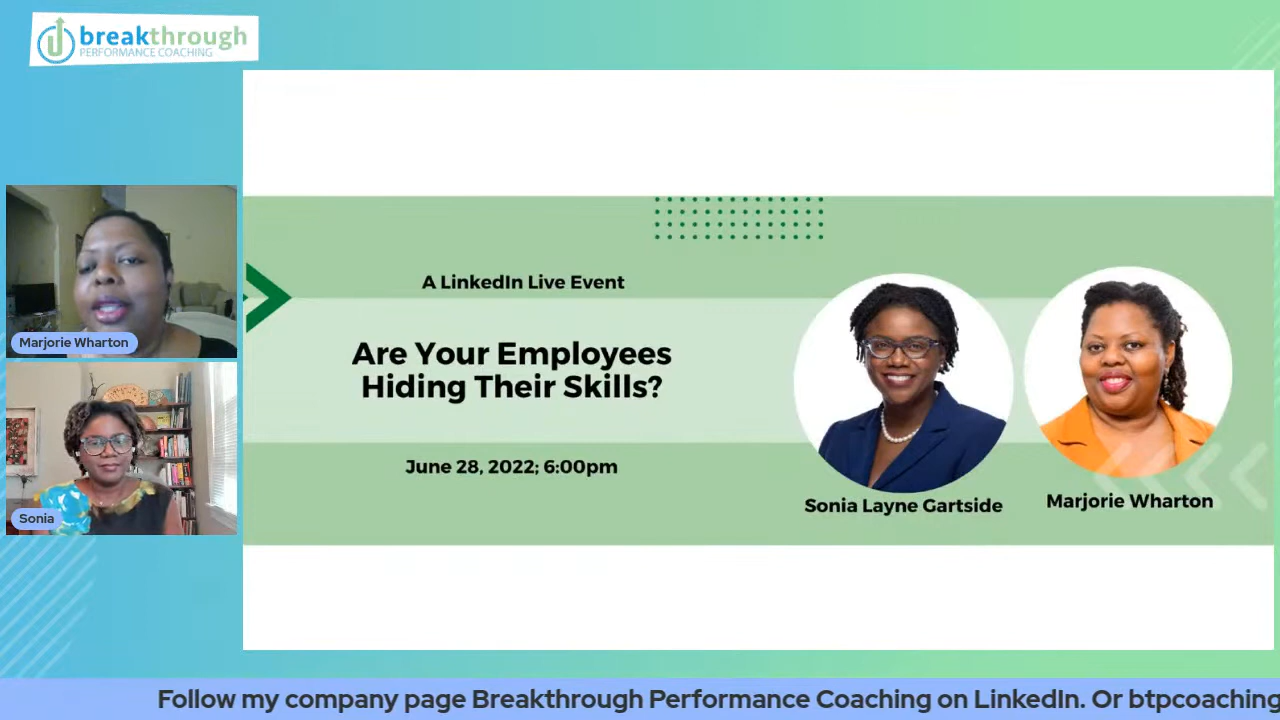 breakthrough
PERFORMANCE COACHING
Marjorie Wharton
Sonia
A LinkedIn Live Event
Are Your Employees
Hiding Their Skills?
June 28, 2022; 6:00pm
Sonia Layne Gartside
Marjorie Wharton
Follow my company page Breakthrough Performance Coaching on LinkedIn. Or btpcoaching